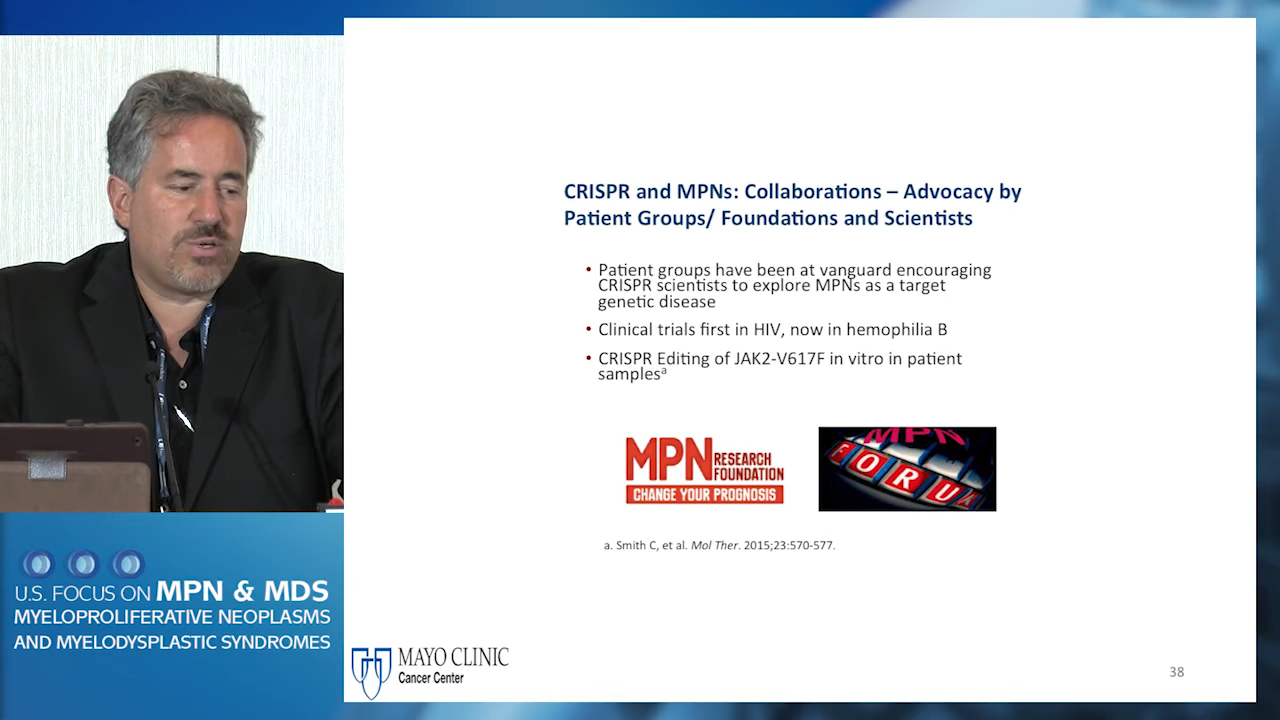 CRISPR and MPNs: Collaborations – Advocacy by
Patient Groups/ Foundations and Scientists
• Patient groups have been at vanguard encouraging
CRISPR scientists to explore MPNs as a target
genetic disease
• Clinical trials first in HIV, now in hemophilia B
• CRISPR Editing of JAK2-V617F in vitro in patient
samplesᵃ
MPN RESEARCH
FOUNDATION
CHANGE YOUR PROGNOSIS
MPN
FORUM
a. Smith C, et al. Mol Ther. 2015;23:570-577.
U.S. FOCUS ON MPN & MDS
MYELOPROLIFERATIVE NEOPLASMS
AND MYELODYSPLASTIC SYNDROMES
MAYO CLINIC
Cancer Center
38